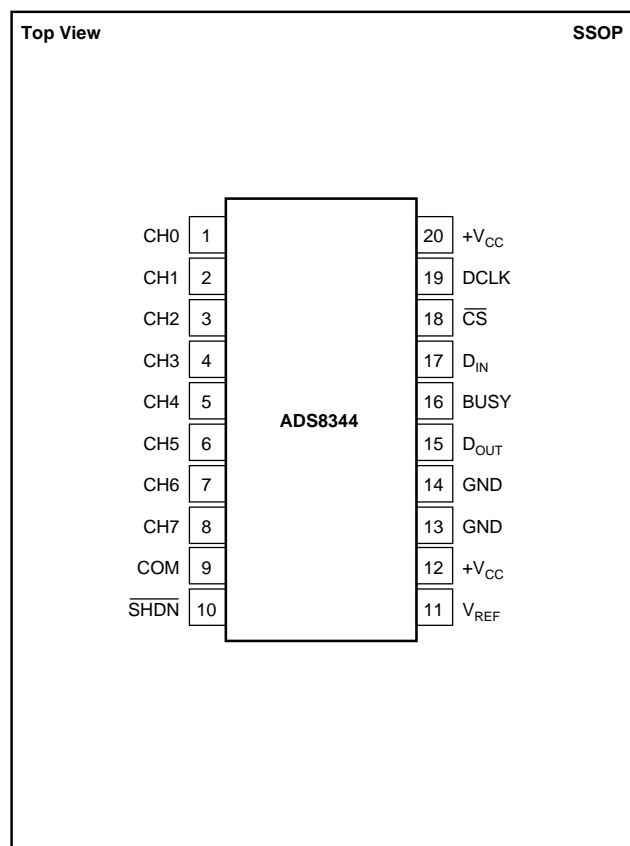 Top View SSOP
CH0 1 20 +VCC
CH1 2 19 DCLK
CH2 3 18 C̅S̅
CH3 4 17 DIN
CH4 5 16 BUSY
CH5 6 ADS8344 15 DOUT
CH6 7 14 GND
CH7 8 13 GND
COM 9 12 +VCC
S̅H̅D̅N̅ 10 11 VREF